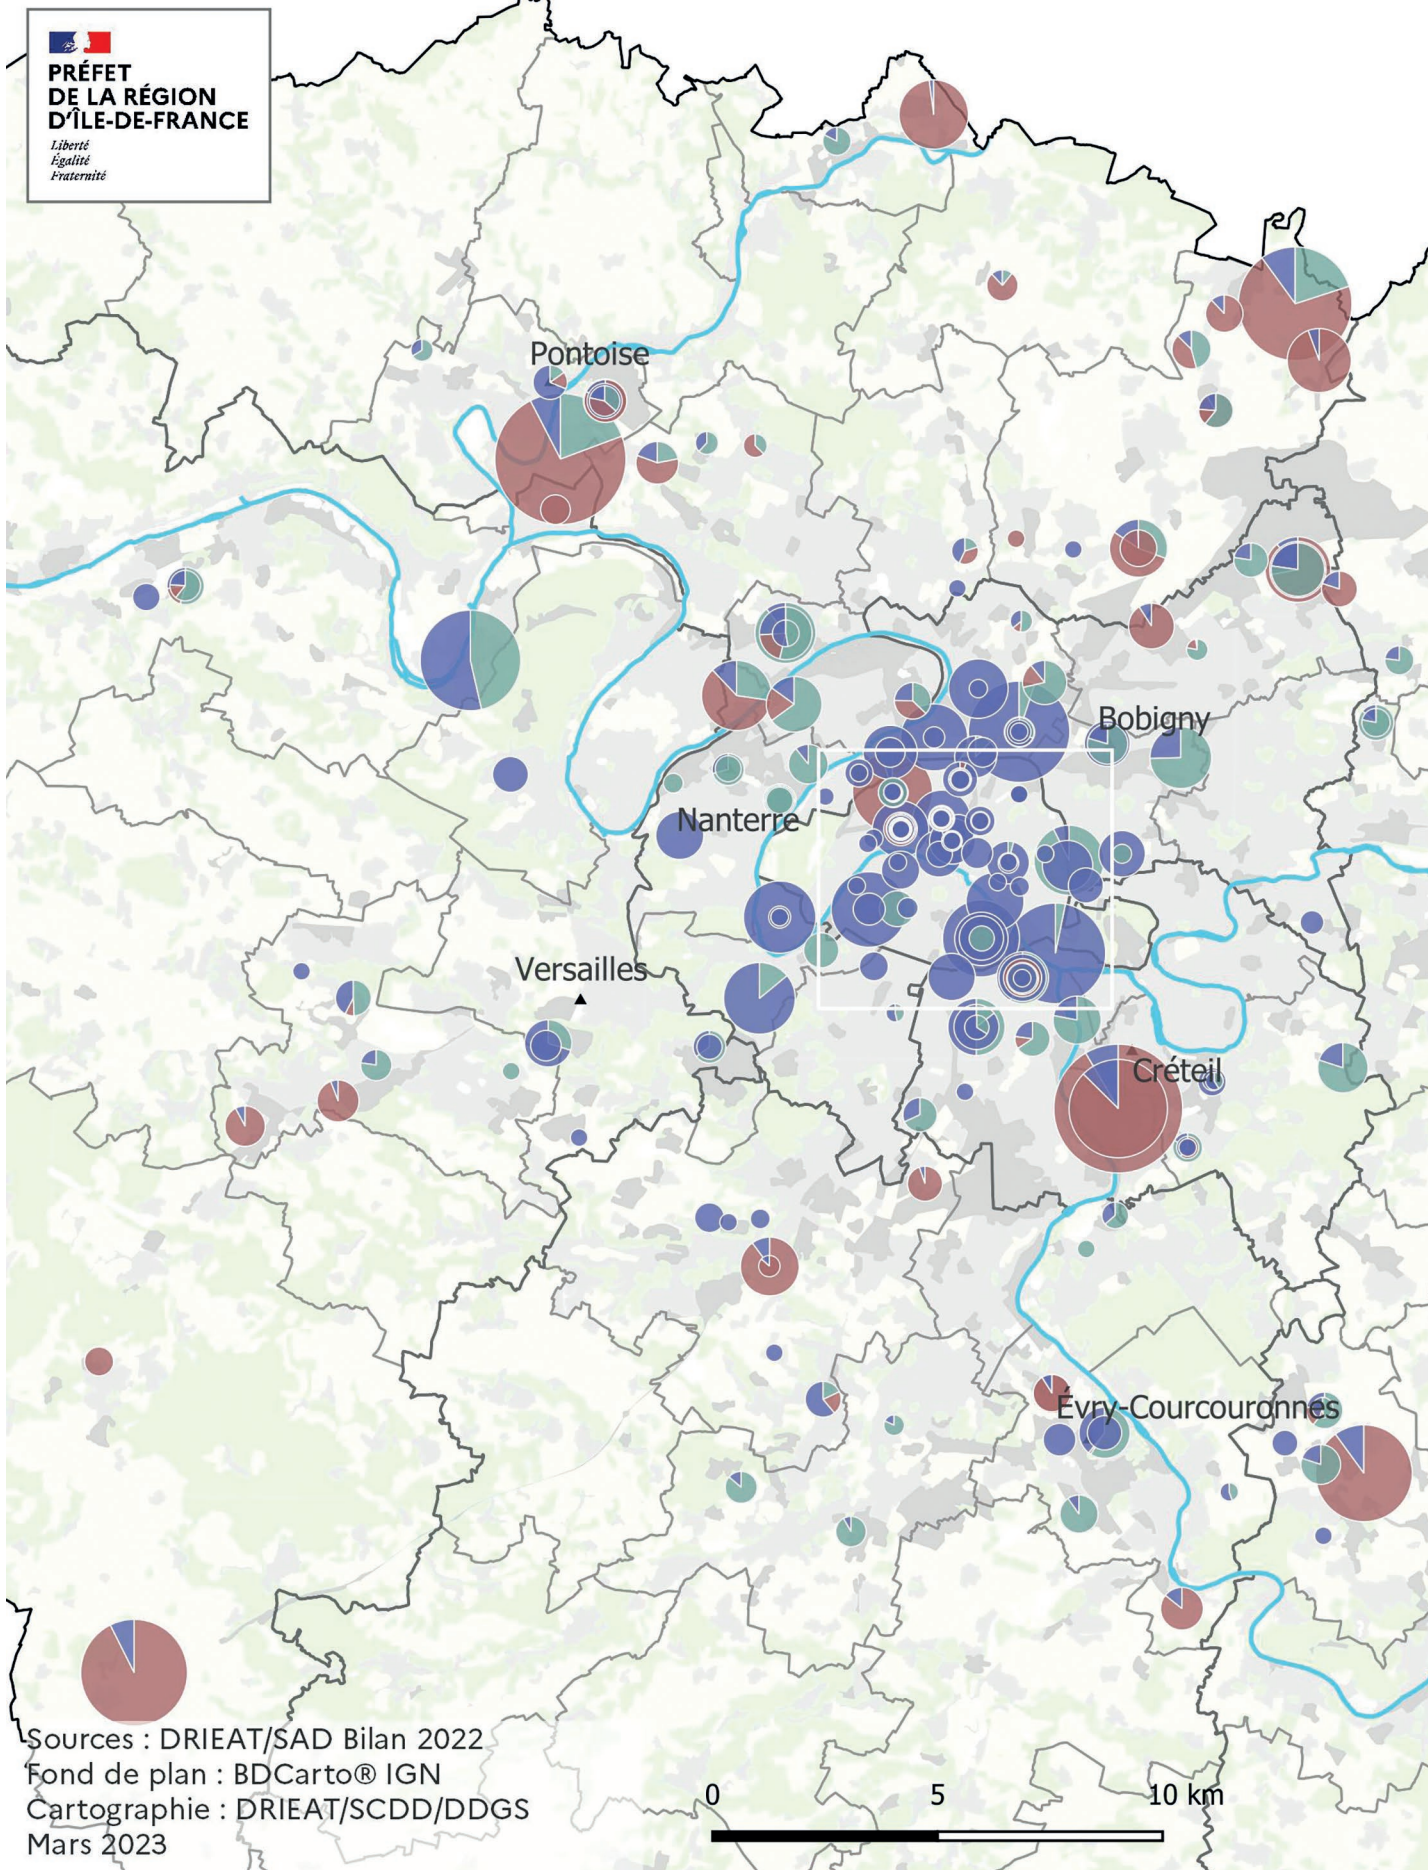 PRÉFET
DE LA RÉGION
D'ÎLE-DE-FRANCE
Liberté
Égalité
Fraternité
Pontoise
Bobigny
Nanterre
Versailles
Créteil
Évry-Courcouronnes
Sources : DRIEAT/SAD Bilan 2022
Fond de plan : BDCarto® IGN
Cartographie : DRIEAT/SCDD/DDGS
Mars 2023
0 5 10 km